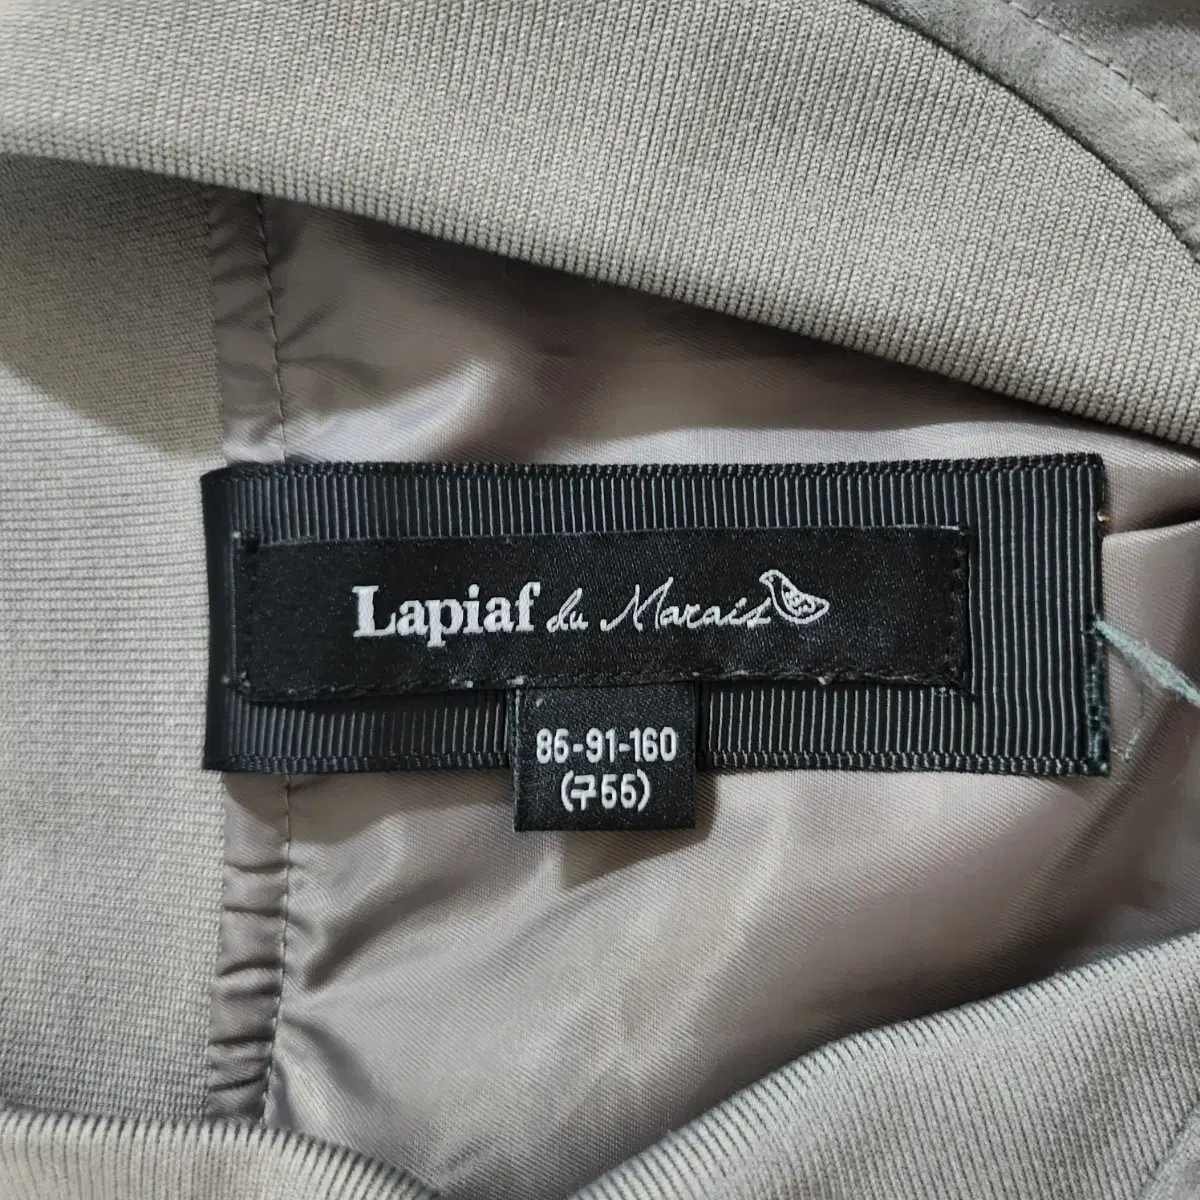 Lapiaf du Marais
85-91-160
(구55)